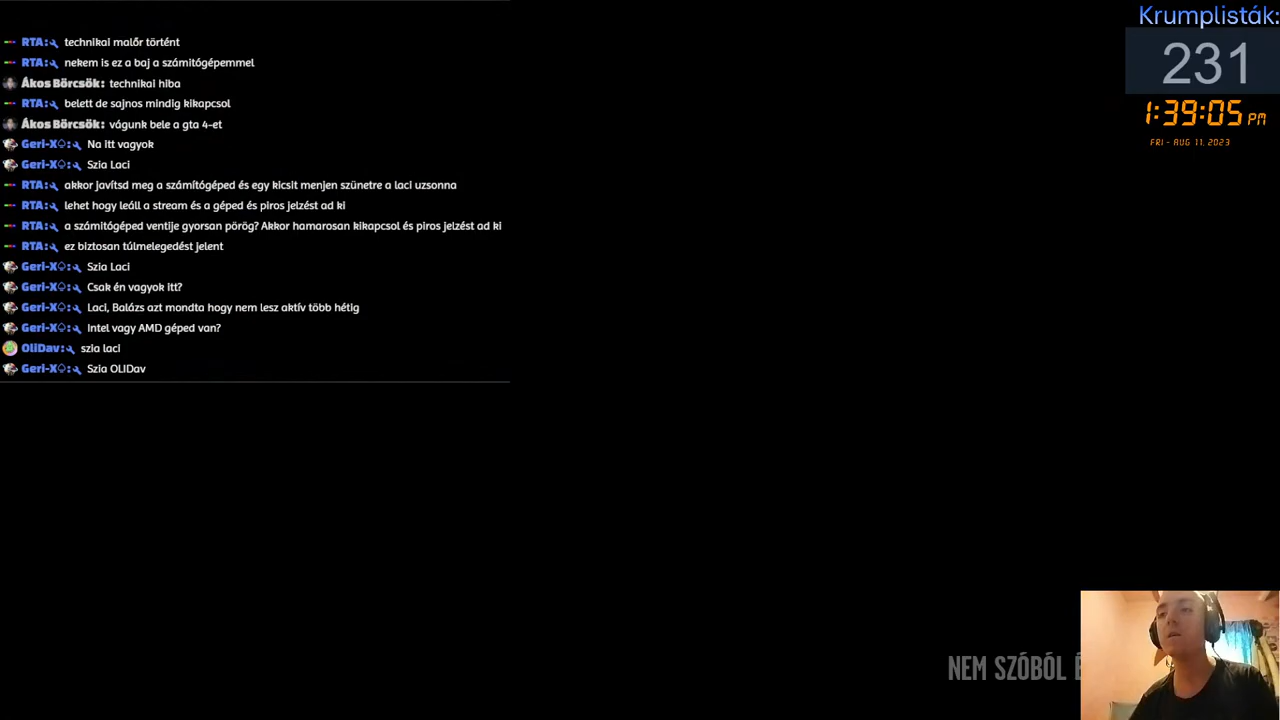 RTA: technikai malőr történt
RTA: nekem is ez a baj a számitógépemmel
Ákos Börcsök: technikai hiba
RTA: belett de sajnos mindig kikapcsol
Ákos Börcsök: vágunk bele a gta 4-et
Geri-X♤: Na itt vagyok
Geri-X♤: Szia Laci
RTA: akkor javítsd meg a számítógéped és egy kicsit menjen szünetre a laci uzsonna
RTA: lehet hogy leáll a stream és a géped és piros jelzést ad ki
RTA: a számitógéped ventije gyorsan pörög? Akkor hamarosan kikapcsol és piros jelzést ad ki
RTA: ez biztosan túlmelegedést jelent
Geri-X♤: Szia Laci
Geri-X♤: Csak én vagyok itt?
Geri-X♤: Laci, Balázs azt mondta hogy nem lesz aktív több hétig
Geri-X♤: Intel vagy AMD géped van?
OliDav: szia laci
Geri-X♤: Szia OLIDav
Krumplisták:
231
1:39:05 PM
FRI - AUG 11, 2023
NEM SZÓBÓL